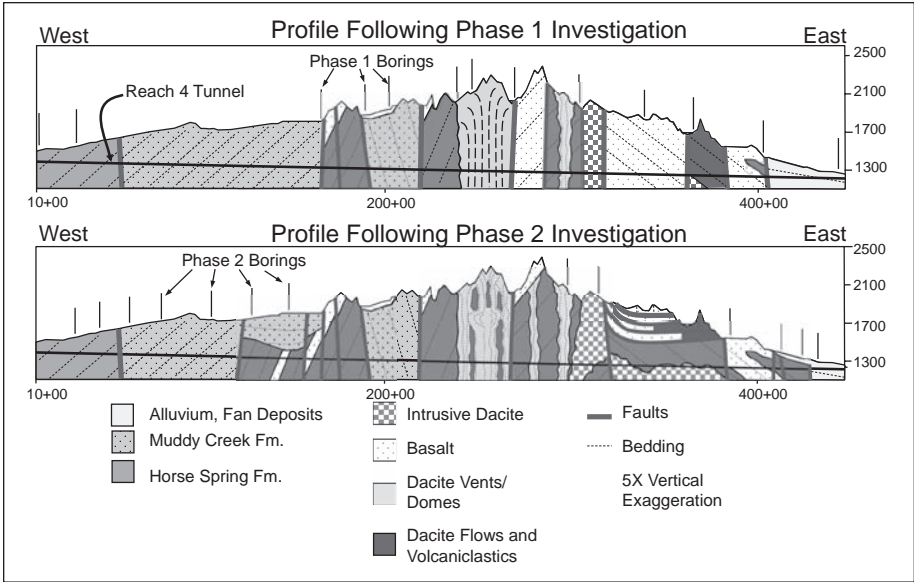 Profile Following Phase 1 Investigation
West
East
Phase 1 Borings
Reach 4 Tunnel
2500
2100
1700
1300
10+00
200+00
400+00
Profile Following Phase 2 Investigation
West
East
Phase 2 Borings
2500
2100
1700
1300
10+00
200+00
400+00
Alluvium, Fan Deposits
Muddy Creek Fm.
Horse Spring Fm.
Intrusive Dacite
Basalt
Dacite Vents/
Domes
Dacite Flows and
Volcaniclastics
Faults
Bedding
5X Vertical
Exaggeration